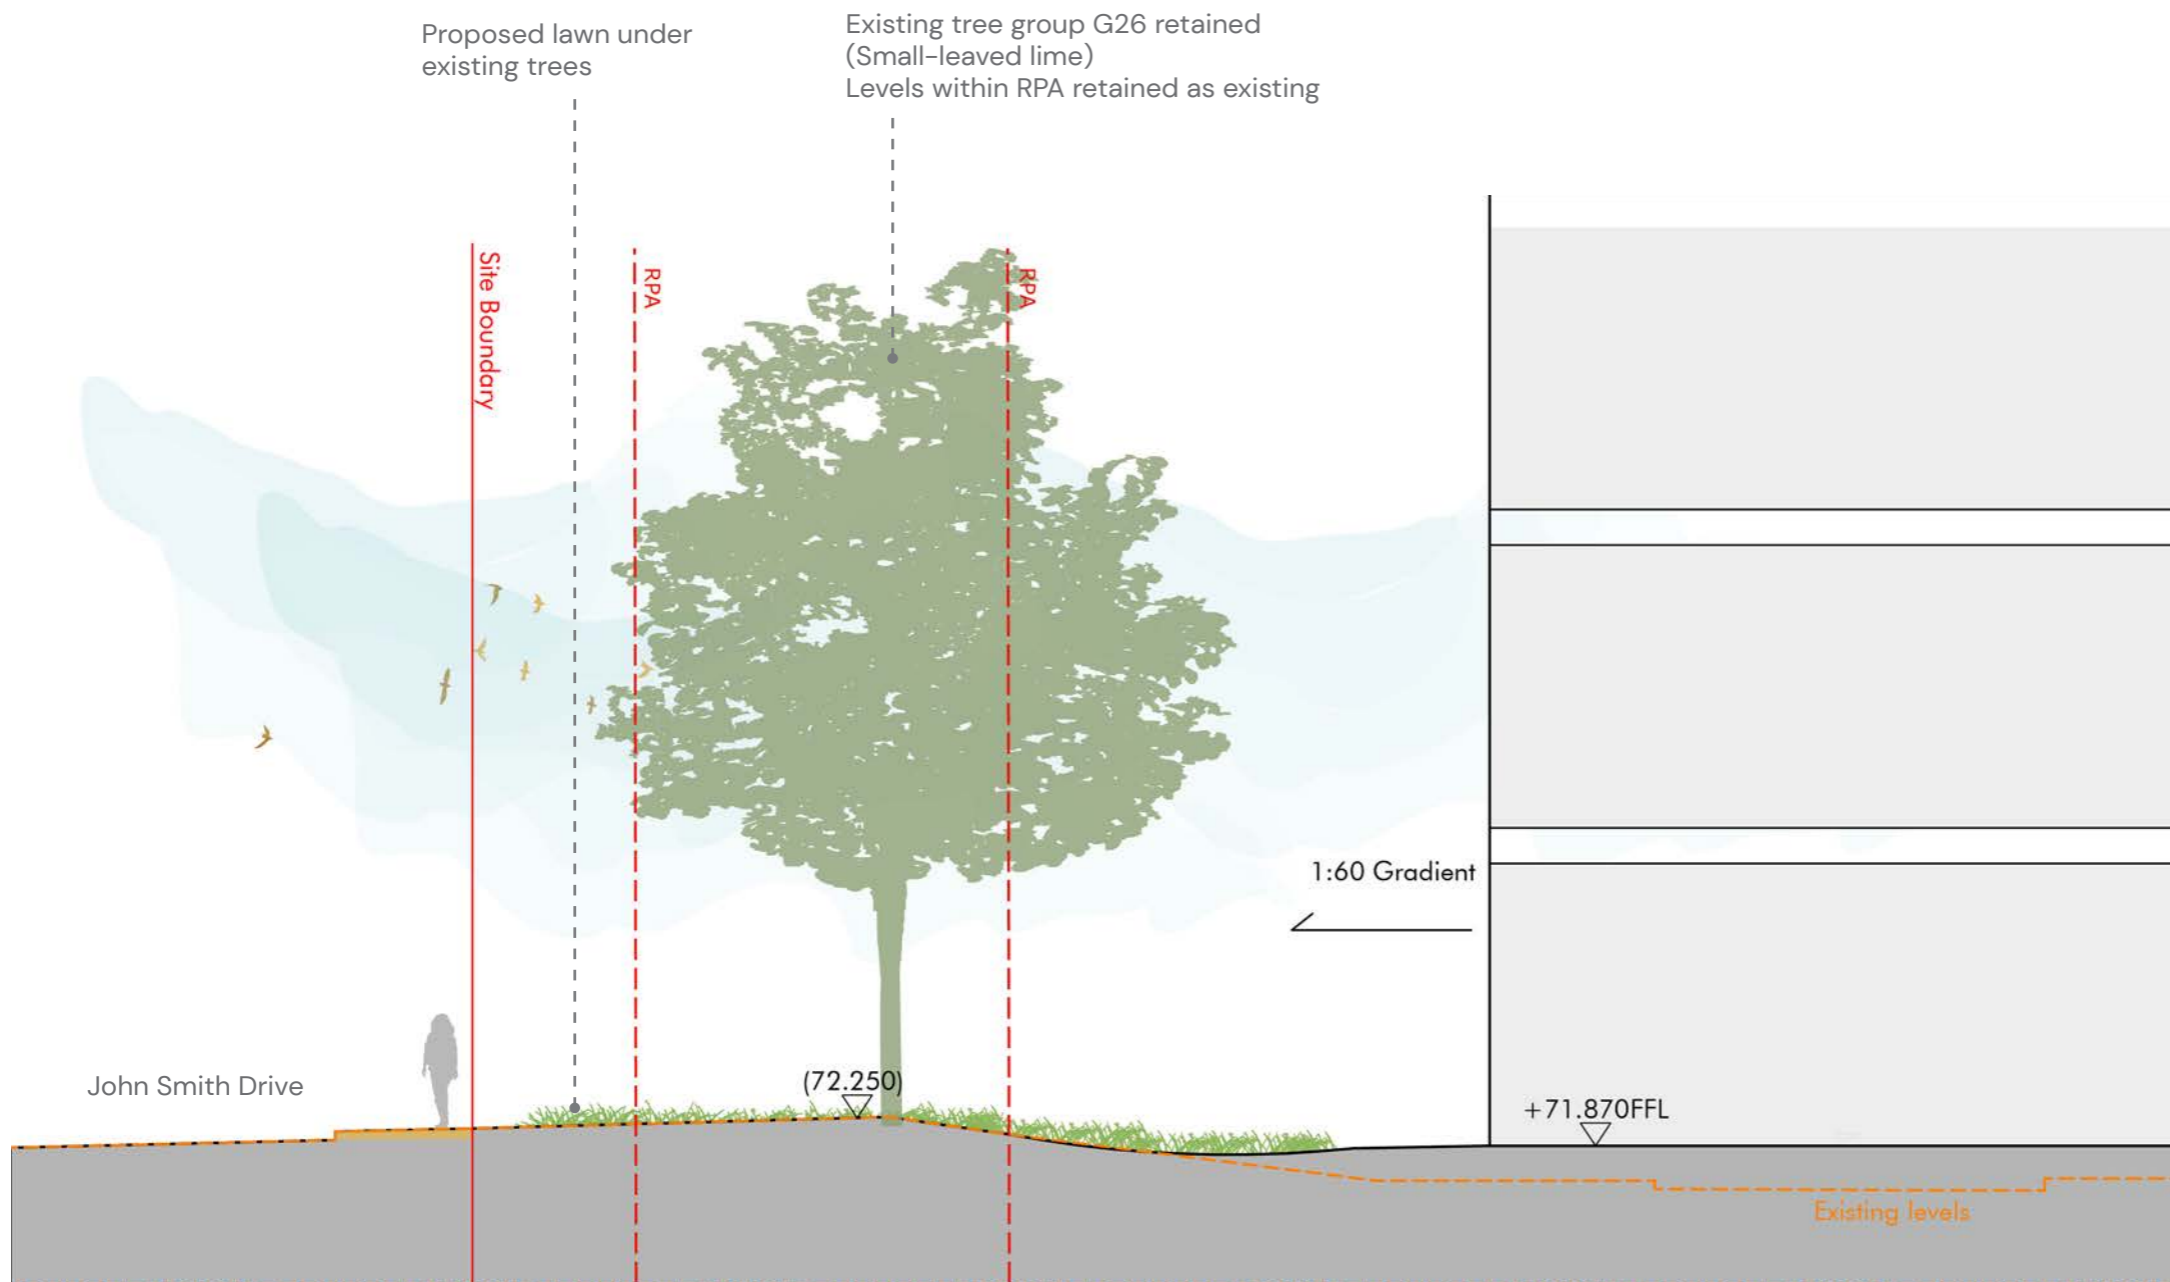 Proposed lawn under
existing trees
Existing tree group G26 retained
(Small-leaved lime)
Levels within RPA retained as existing
Site Boundary
RPA
RPA
1:60 Gradient
John Smith Drive
(72.250)
+71.870FFL
Existing levels